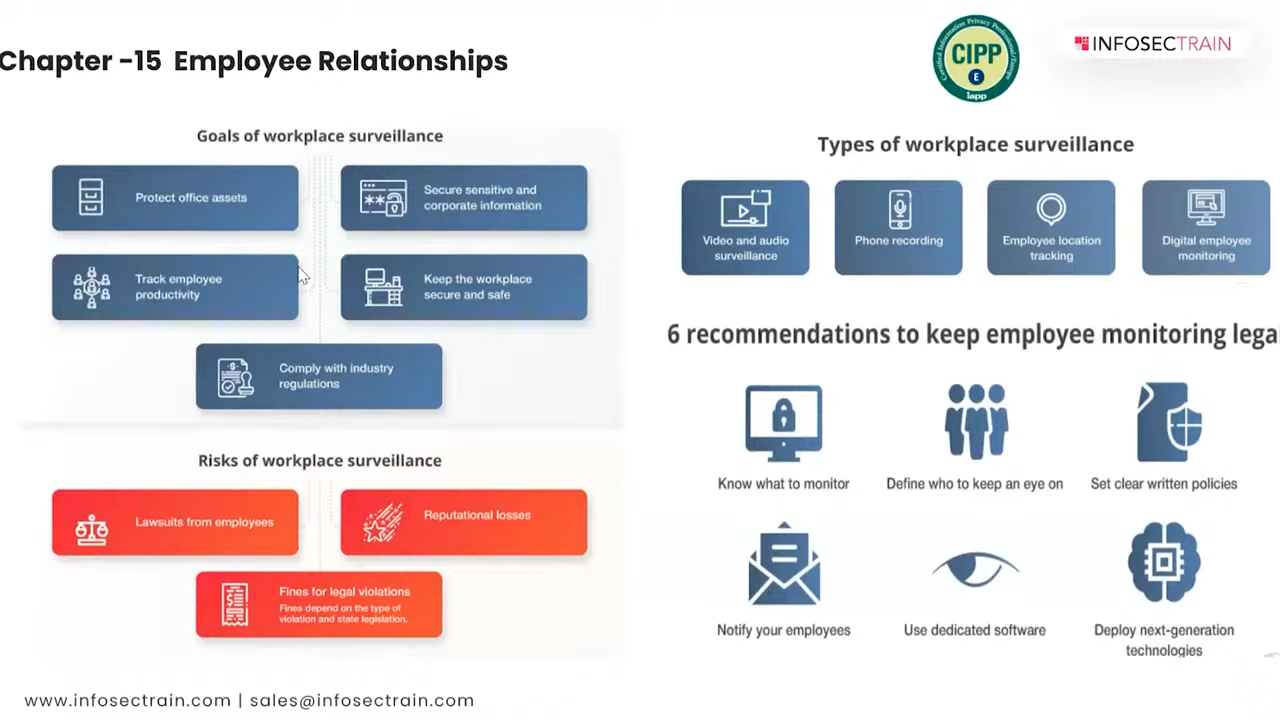 Chapter -15 Employee Relationships
Certified Information Privacy Professional/Europe
CIPP
E
iapp
INFOSECTRAIN
Goals of workplace surveillance
Protect office assets
Secure sensitive and
corporate information
Track employee
productivity
Keep the workplace
secure and safe
Comply with industry
regulations
Risks of workplace surveillance
Lawsuits from employees
Reputational losses
Fines for legal violations
Fines depend on the type of
violation and state legislation.
Types of workplace surveillance
Video and audio
surveillance
Phone recording
Employee location
tracking
Digital employee
monitoring
6 recommendations to keep employee monitoring lega
Know what to monitor
Define who to keep an eye on
Set clear written policies
Notify your employees
Use dedicated software
Deploy next-generation
technologies
www.infosectrain.com | sales@infosectrain.com